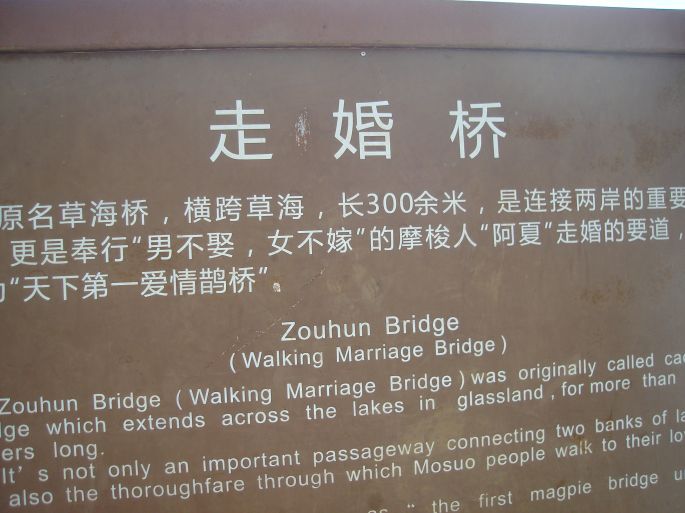 走婚桥
原名草海桥，横跨草海，长300余米，是连接两岸的重要
，更是奉行“男不娶，女不嫁”的摩梭人“阿夏”走婚的要道，
“天下第一爱情鹊桥”
Zouhun Bridge
(Walking Marriage Bridge)
Zouhun Bridge (Walking Marriage Bridge) was originally called
which extends across the lakes in glassland, for more than
long.
It's not only an important passageway connecting two banks of
also the thoroughfare through which Mosuo people walk to their
“ the first magpie bridge